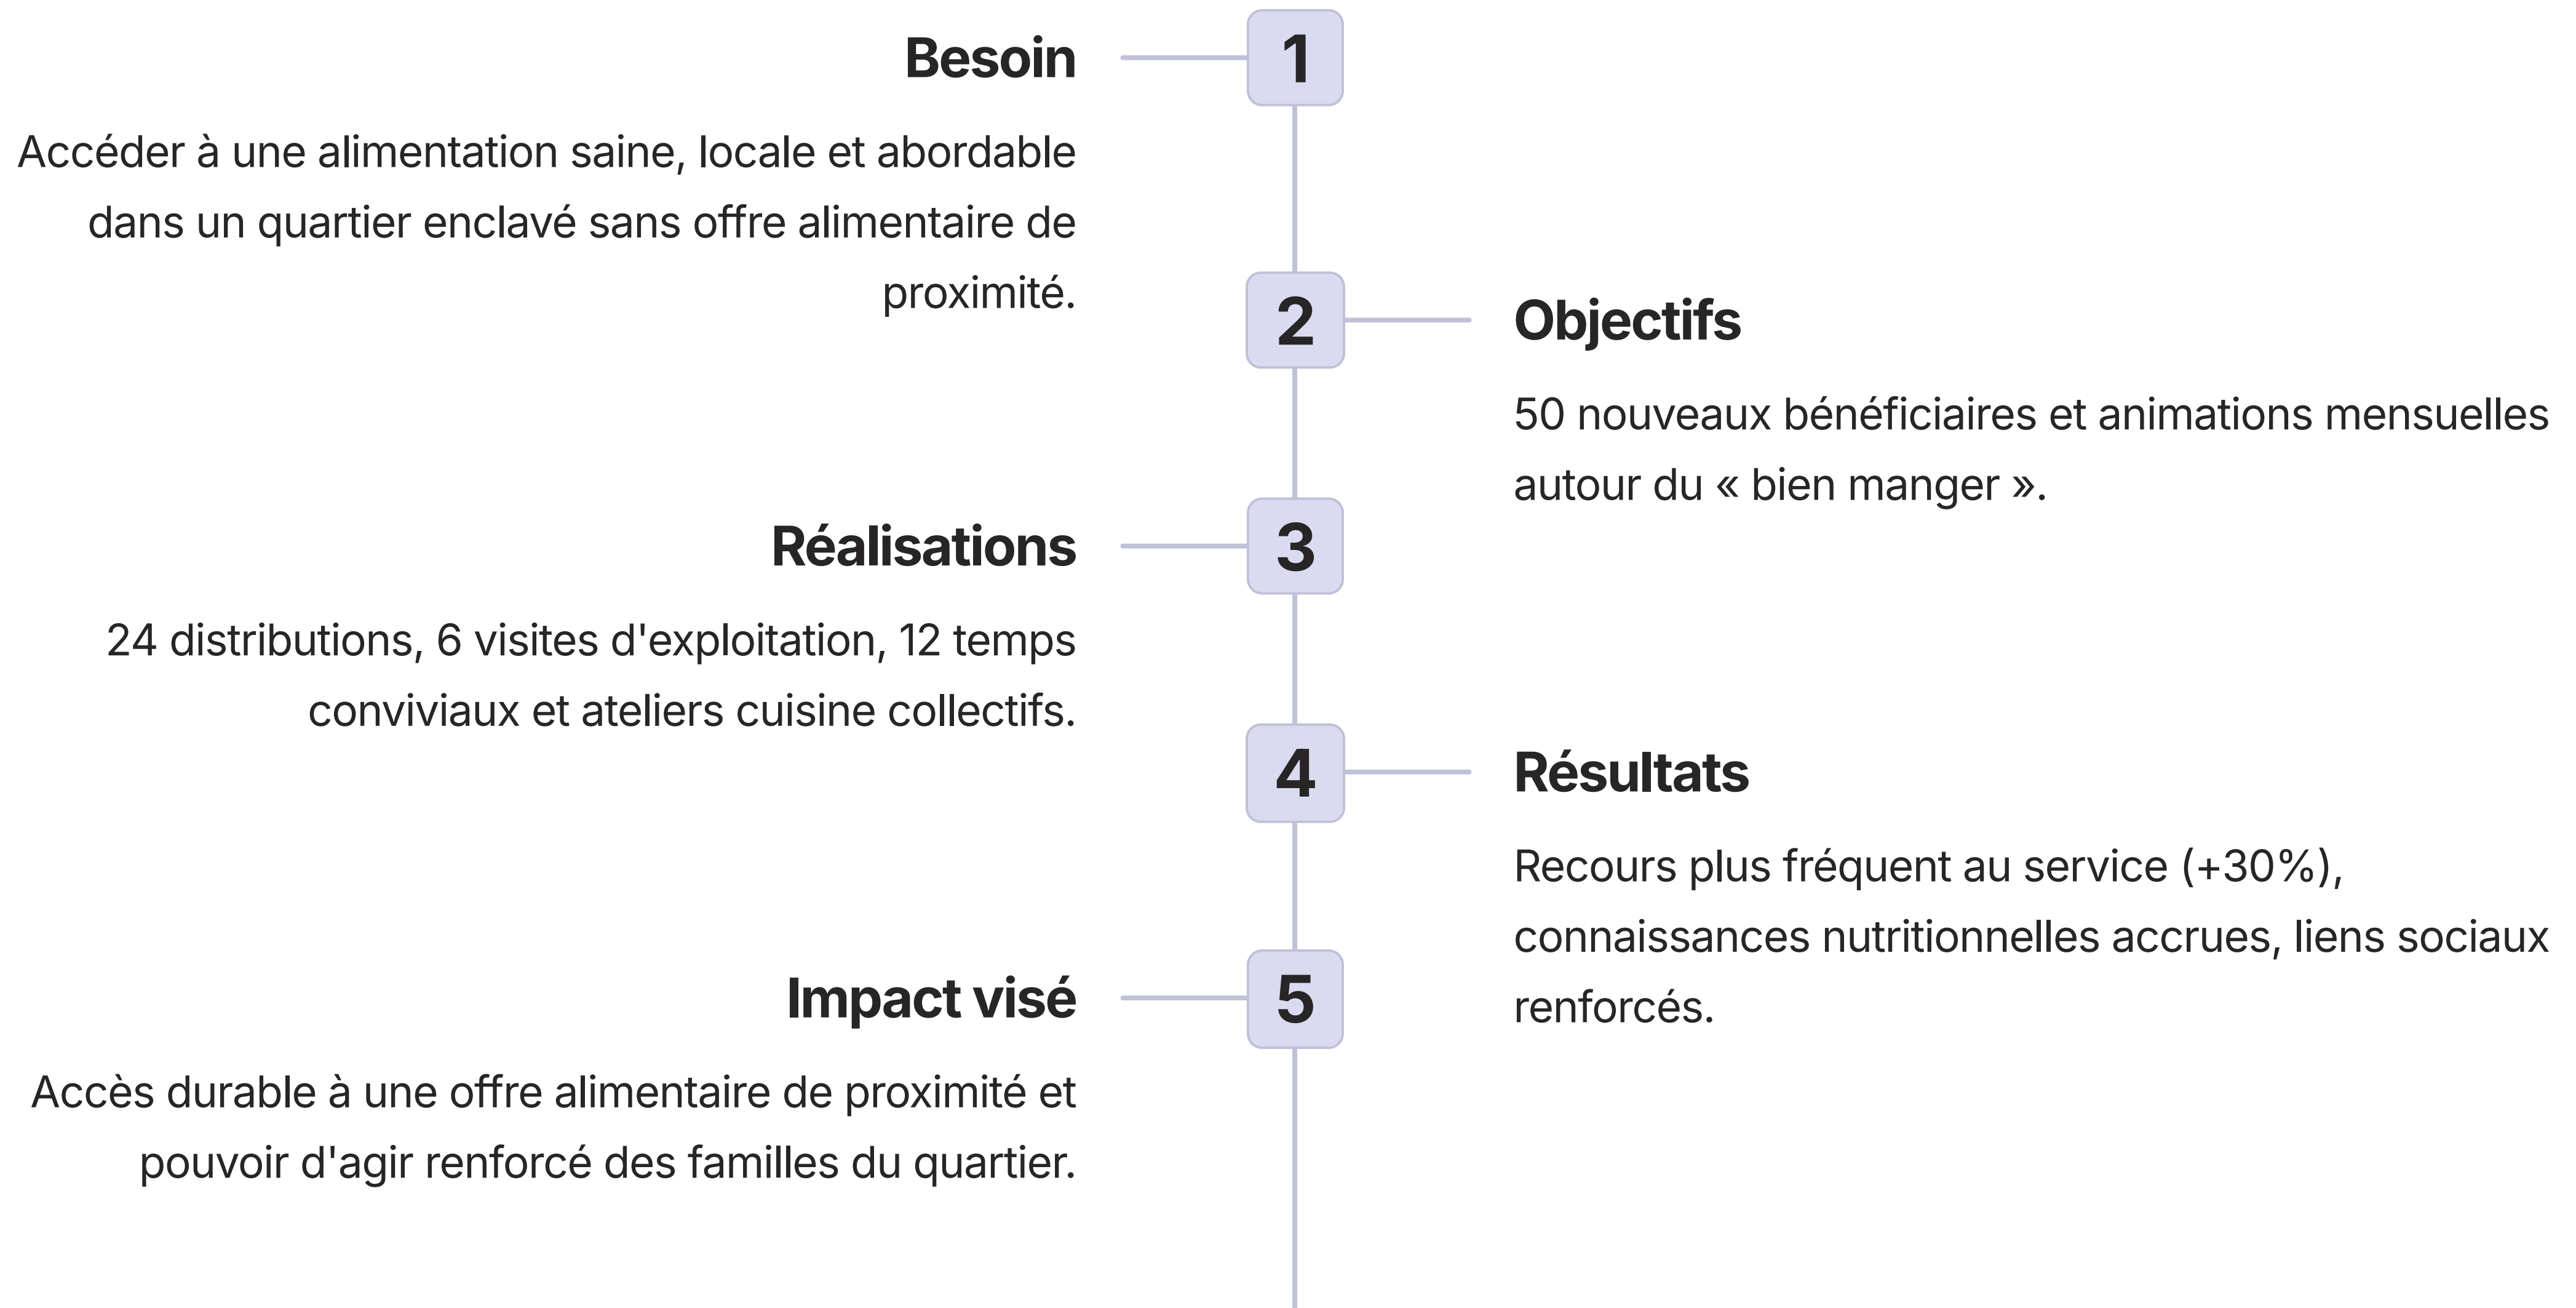 1
Besoin
Accéder à une alimentation saine, locale et abordable
dans un quartier enclavé sans offre alimentaire de
proximité.
2
Objectifs
50 nouveaux bénéficiaires et animations mensuelles
autour du « bien manger ».
3
Réalisations
24 distributions, 6 visites d'exploitation, 12 temps
conviviaux et ateliers cuisine collectifs.
4
Résultats
Recours plus fréquent au service (+30%),
connaissances nutritionnelles accrues, liens sociaux
renforcés.
5
Impact visé
Accès durable à une offre alimentaire de proximité et
pouvoir d'agir renforcé des familles du quartier.